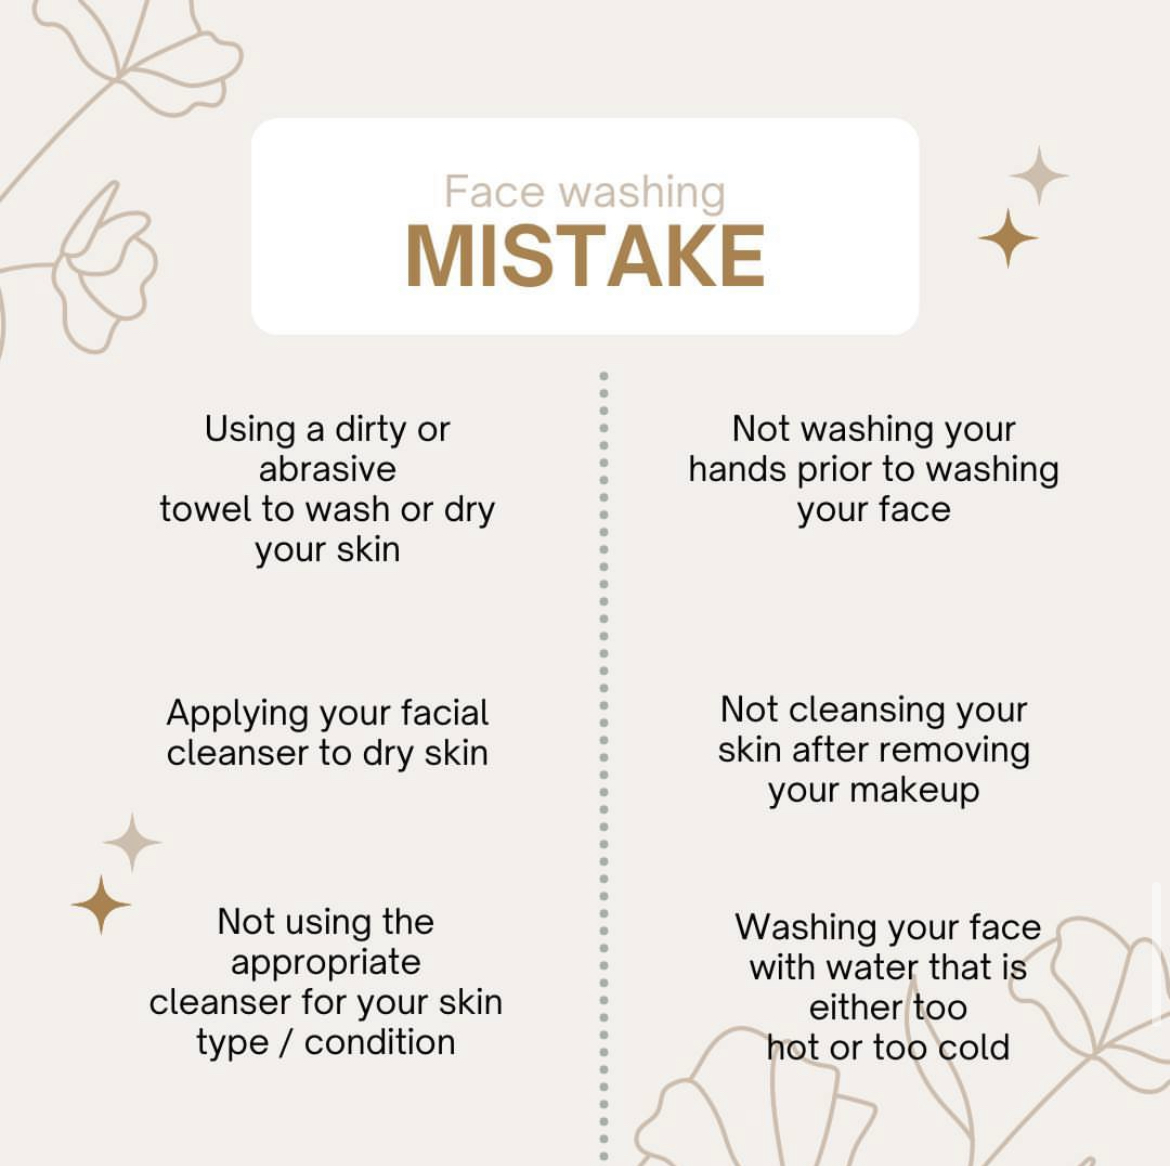 Face washing
MISTAKE
Using a dirty or
abrasive
towel to wash or dry
your skin
Not washing your
hands prior to washing
your face
Applying your facial
cleanser to dry skin
Not cleansing your
skin after removing
your makeup
Not using the
appropriate
cleanser for your skin
type / condition
Washing your face
with water that is
either too
hot or too cold